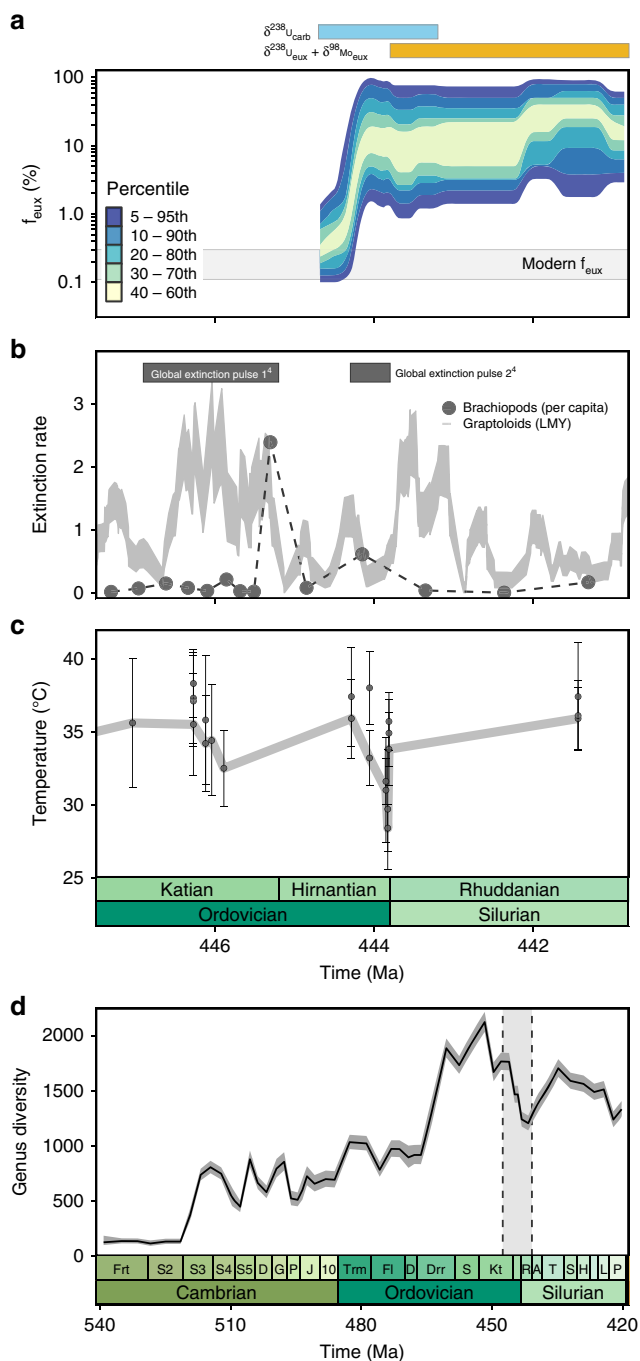 a
δ²³⁸Ucarb
δ²³⁸Ueux + δ⁹⁸Moeux
100
10
1.0
0.1
feux (%)
Percentile
5 – 95th
10 – 90th
20 – 80th
30 – 70th
40 – 60th
Modern feux
b
Global extinction pulse 1⁴
Global extinction pulse 2⁴
Brachiopods (per capita)
Graptoloids (LMY)
3
2
1
0
Extinction rate
c
40
35
30
25
Temperature (°C)
Katian Hirnantian Rhuddanian
Ordovician Silurian
446 444 442
Time (Ma)
d
2000
1500
1000
500
0
Genus diversity
Frt S2 S3 S4 S5 D G P J 10 Trm Fl D Drr S Kt R A T S H L P
Cambrian Ordovician Silurian
540 510 480 450 420
Time (Ma)